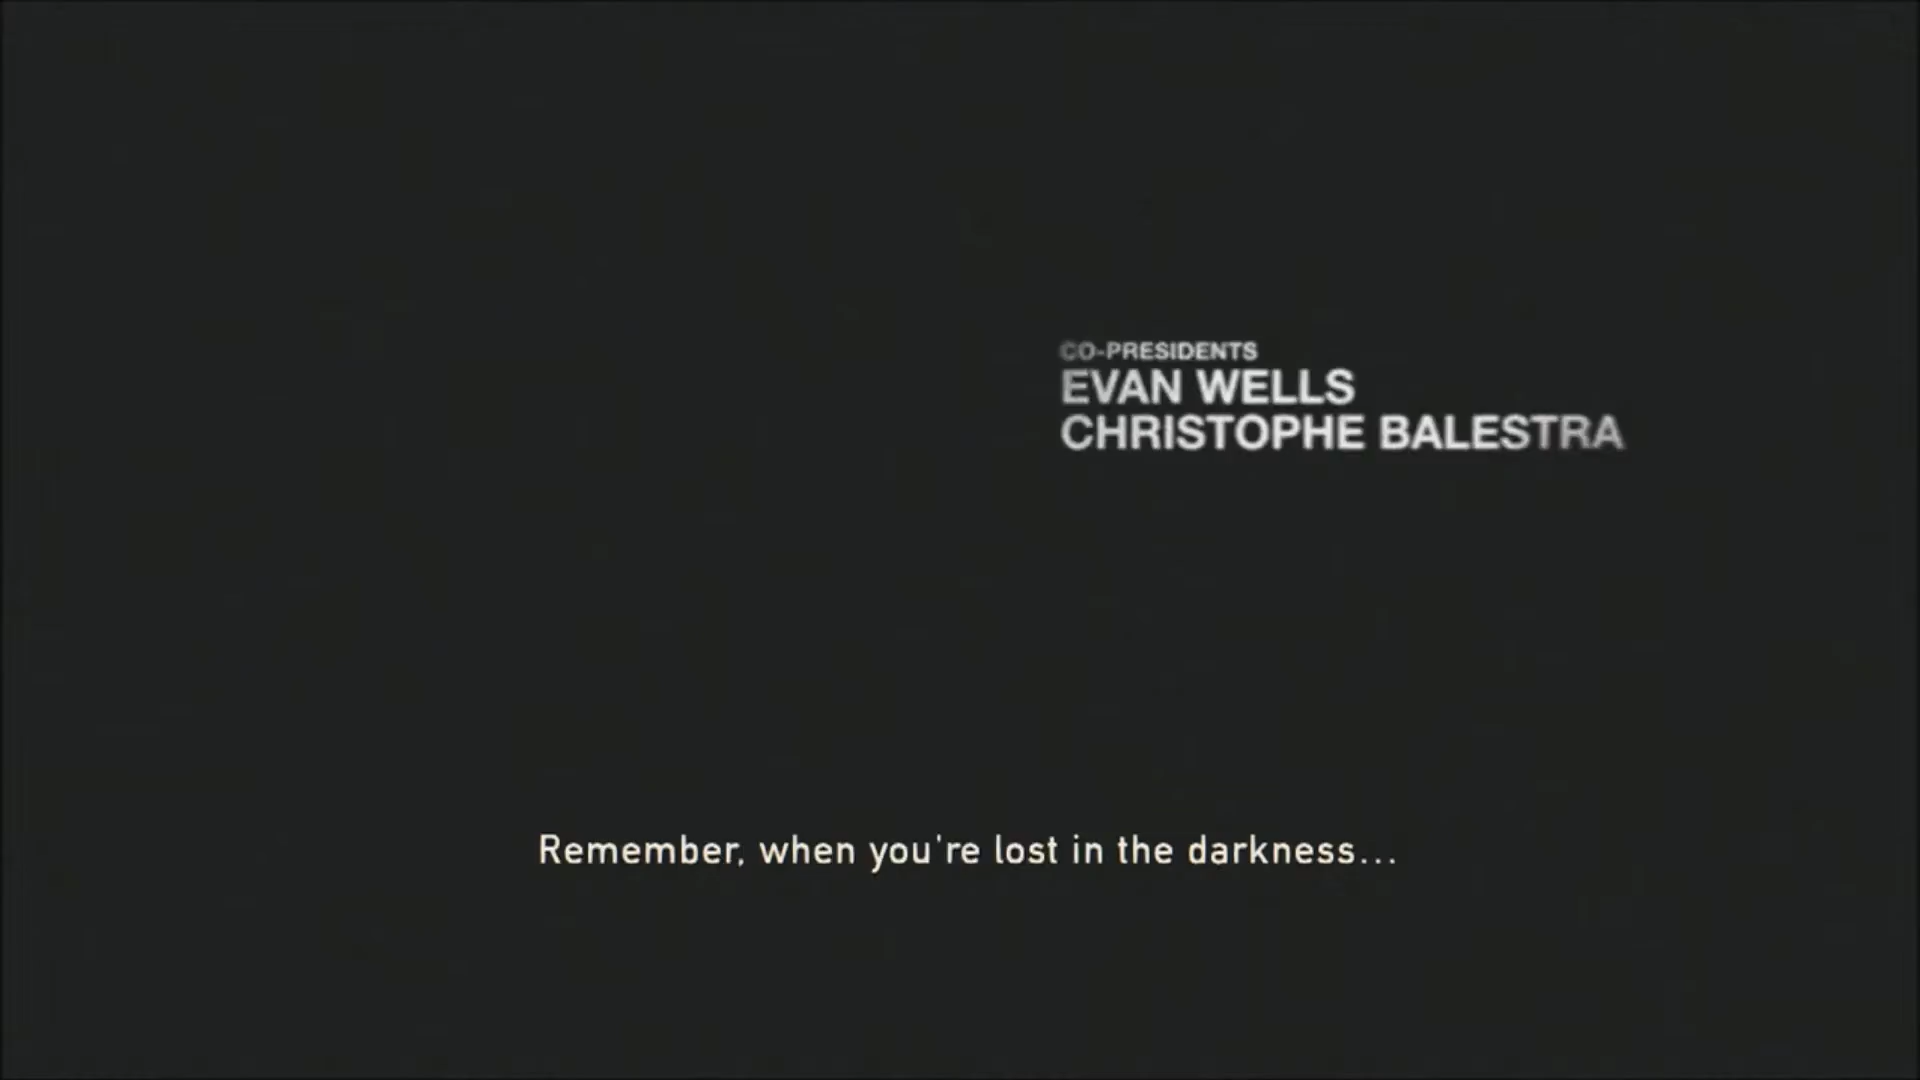 CO-PRESIDENTS
EVAN WELLS
CHRISTOPHE BALESTRA
Remember, when you're lost in the darkness...